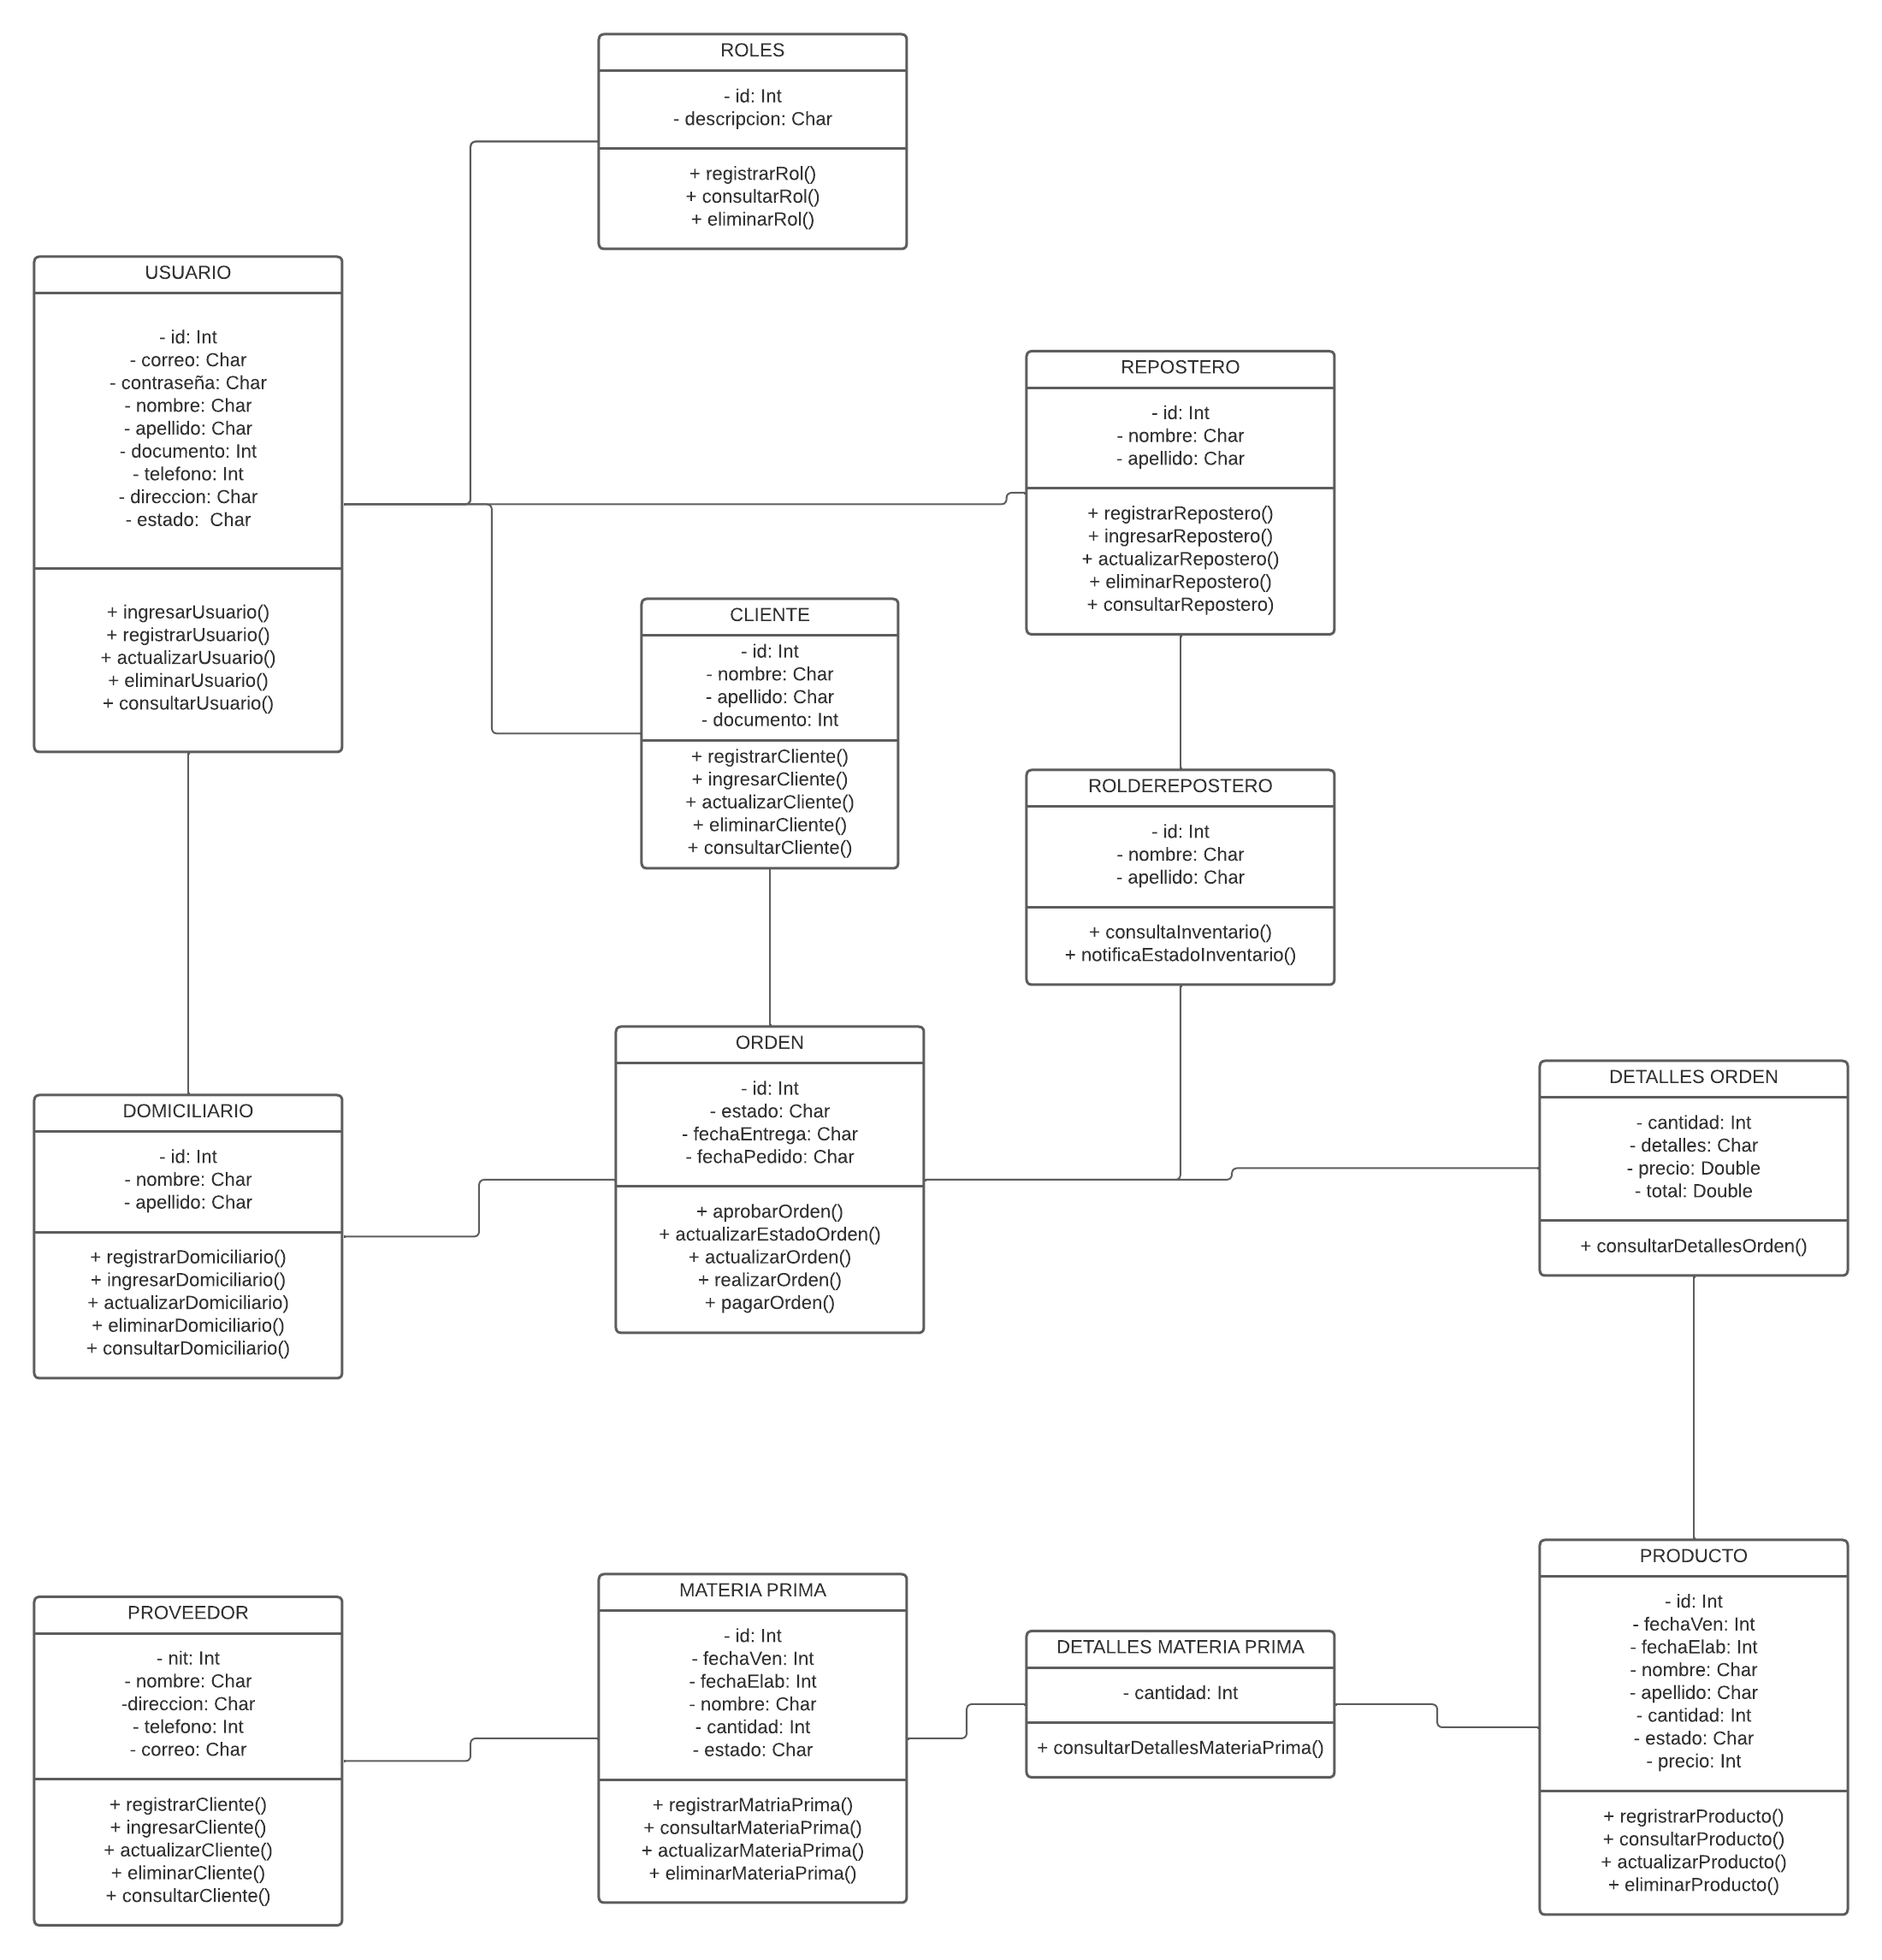 ROLES
- id: Int
- descripcion: Char
+ registrarRol()
+ consultarRol()
+ eliminarRol()
USUARIO
- id: Int
- correo: Char
- contraseña: Char
- nombre: Char
- apellido: Char
- documento: Int
- telefono: Int
- direccion: Char
- estado:  Char
+ ingresarUsuario()
+ registrarUsuario()
+ actualizarUsuario()
+ eliminarUsuario()
+ consultarUsuario()
REPOSTERO
- id: Int
- nombre: Char
- apellido: Char
+ registrarRepostero()
+ ingresarRepostero()
+ actualizarRepostero()
+ eliminarRepostero()
+ consultarRepostero)
CLIENTE
- id: Int
- nombre: Char
- apellido: Char
- documento: Int
+ registrarCliente()
+ ingresarCliente()
+ actualizarCliente()
+ eliminarCliente()
+ consultarCliente()
ROLDEREPOSTERO
- id: Int
- nombre: Char
- apellido: Char
+ consultaInventario()
+ notificaEstadoInventario()
DOMICILIARIO
- id: Int
- nombre: Char
- apellido: Char
+ registrarDomiciliario()
+ ingresarDomiciliario()
+ actualizarDomiciliario)
+ eliminarDomiciliario()
+ consultarDomiciliario()
ORDEN
- id: Int
- estado: Char
- fechaEntrega: Char
- fechaPedido: Char
+ aprobarOrden()
+ actualizarEstadoOrden()
+ actualizarOrden()
+ realizarOrden()
+ pagarOrden()
DETALLES ORDEN
- cantidad: Int
- detalles: Char
- precio: Double
- total: Double
+ consultarDetallesOrden()
PROVEEDOR
- nit: Int
- nombre: Char
-direccion: Char
- telefono: Int
- correo: Char
+ registrarCliente()
+ ingresarCliente()
+ actualizarCliente()
+ eliminarCliente()
+ consultarCliente()
MATERIA PRIMA
- id: Int
- fechaVen: Int
- fechaElab: Int
- nombre: Char
- cantidad: Int
- estado: Char
+ registrarMatriaPrima()
+ consultarMateriaPrima()
+ actualizarMateriaPrima()
+ eliminarMateriaPrima()
DETALLES MATERIA PRIMA
- cantidad: Int
+ consultarDetallesMateriaPrima()
PRODUCTO
- id: Int
- fechaVen: Int
- fechaElab: Int
- nombre: Char
- apellido: Char
- cantidad: Int
- estado: Char
- precio: Int
+ regristrarProducto()
+ consultarProducto()
+ actualizarProducto()
+ eliminarProducto()